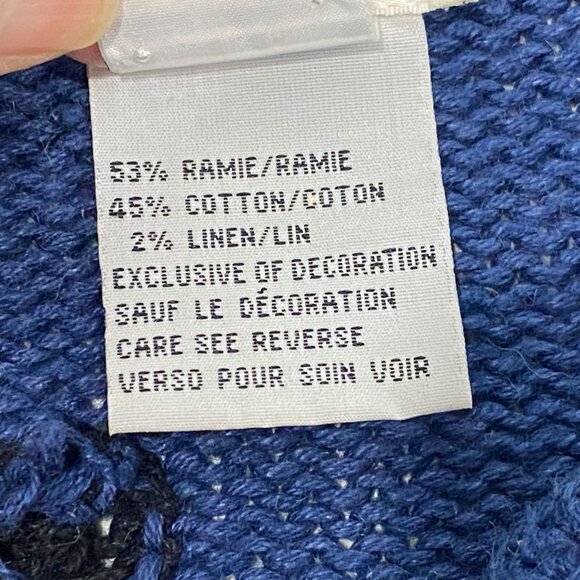 53% RAMIE/RAMIE
45% COTTON/COTON
2% LINEN/LIN
EXCLUSIVE OF DECORATION
SAUF LE DÉCORATION
CARE SEE REVERSE
VERSO POUR SOIN VOIR